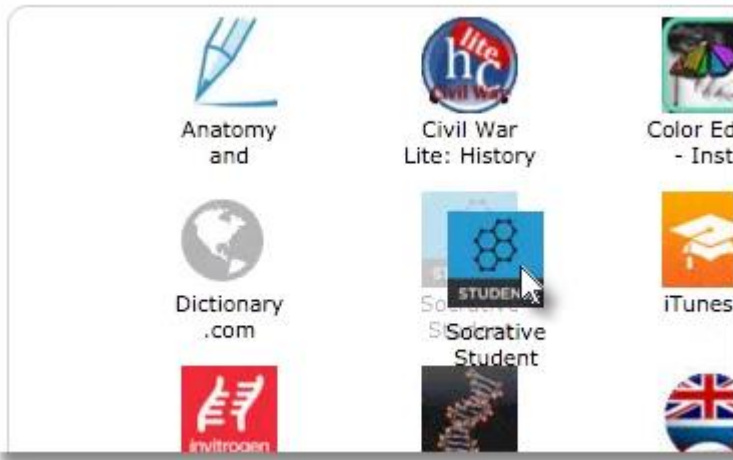 lite
hc
Civil War
Anatomy
and
Civil War
Lite: History
Color Ed
- Inst
STUDENT
Dictionary
.com
Socrative
Student
iTunes
invitrogen